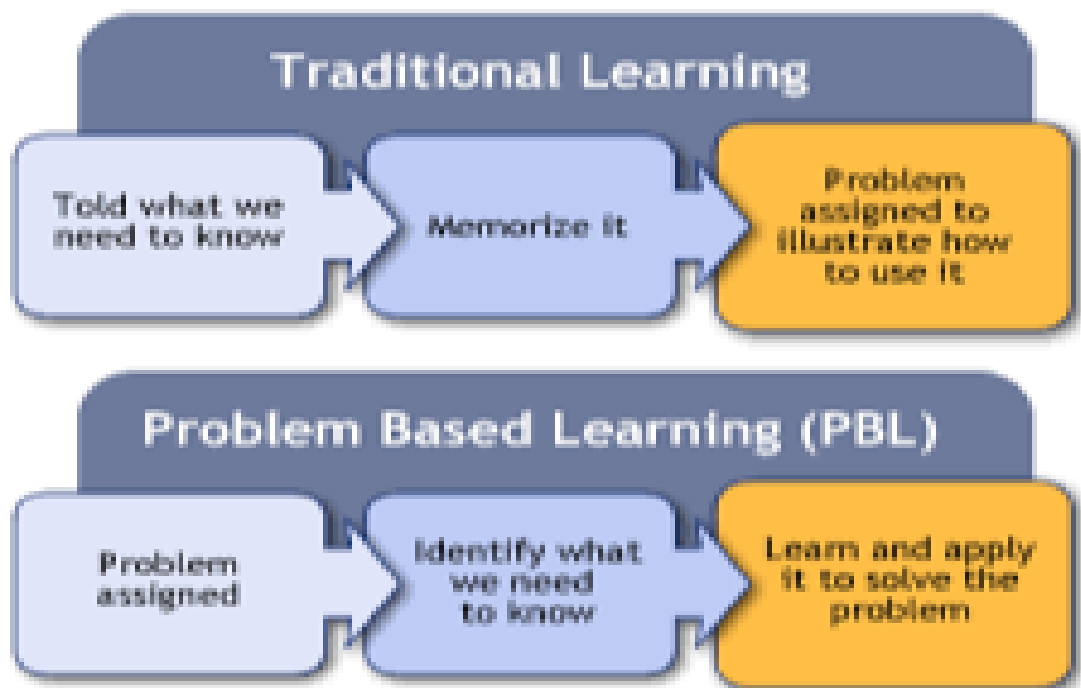 Traditional Learning
Told what we
need to know
Memorize it
Problem
assigned to
illustrate how
to use it
Problem Based Learning (PBL)
Problem
assigned
Identify what
we need
to know
Learn and apply
it to solve the
problem